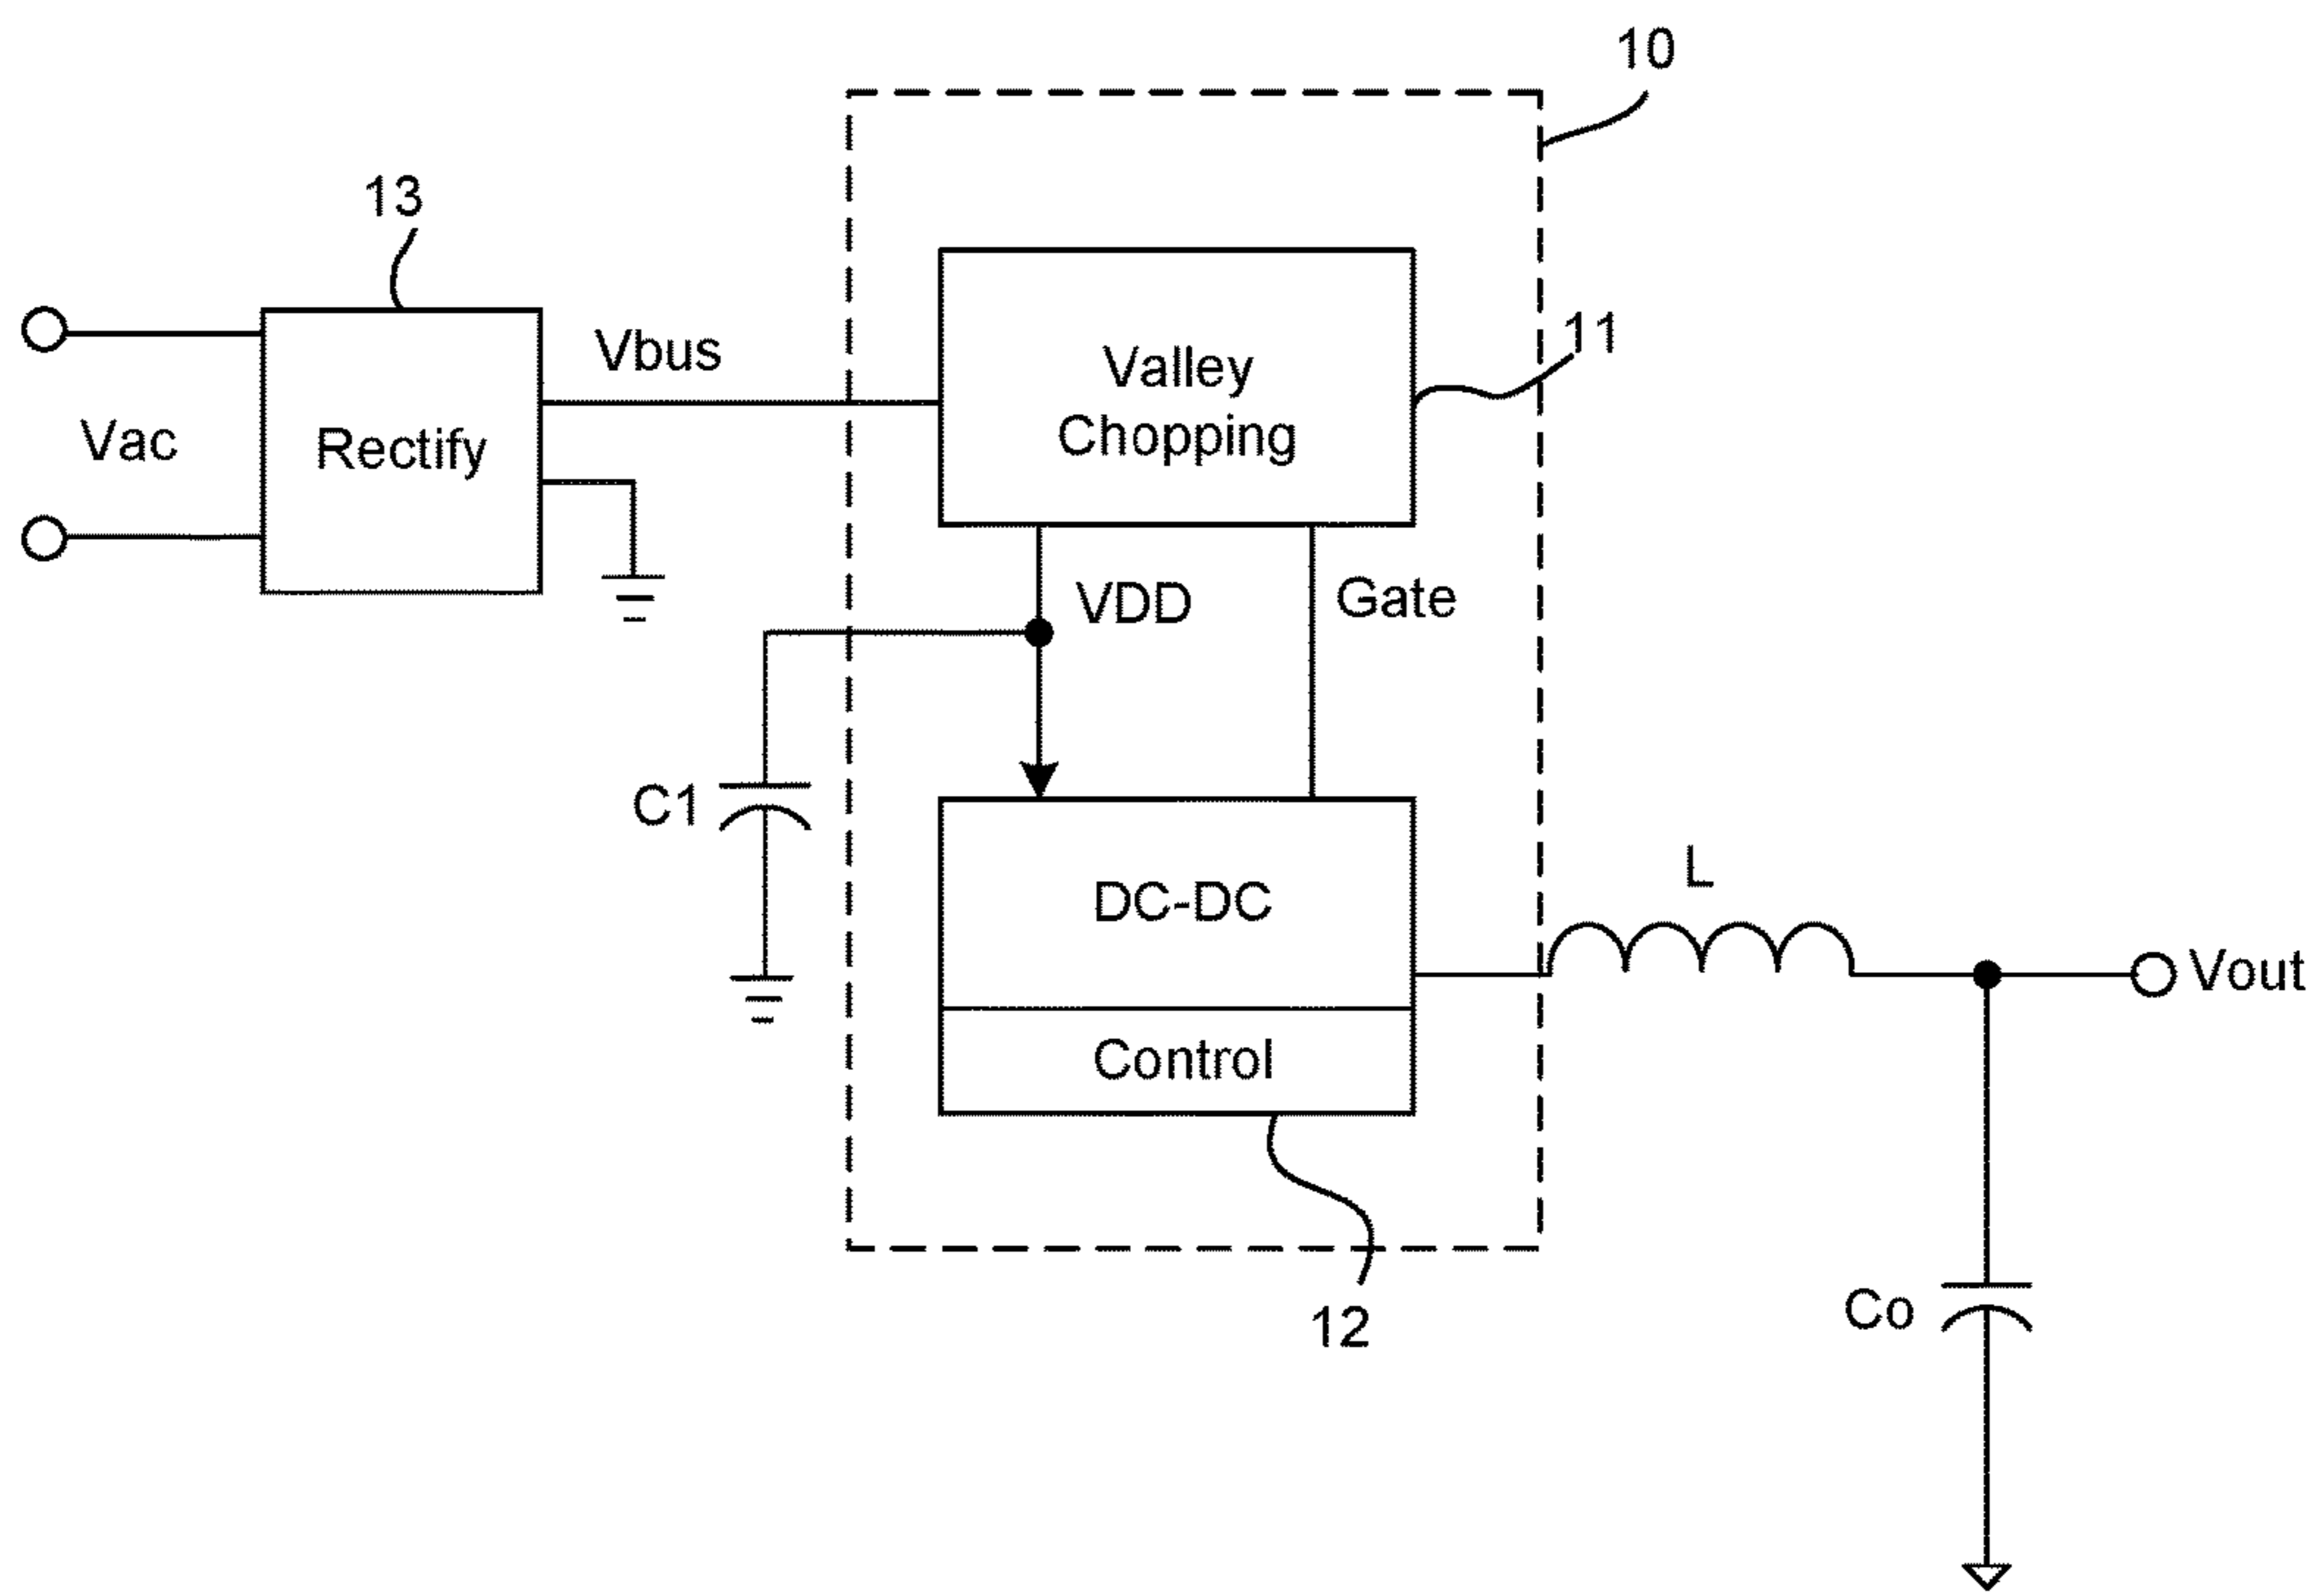 10
13
Vbus
11
Valley
Chopping
Vac
Rectify
VDD
Gate
C1
L
DC-DC
Vout
Control
Co
12